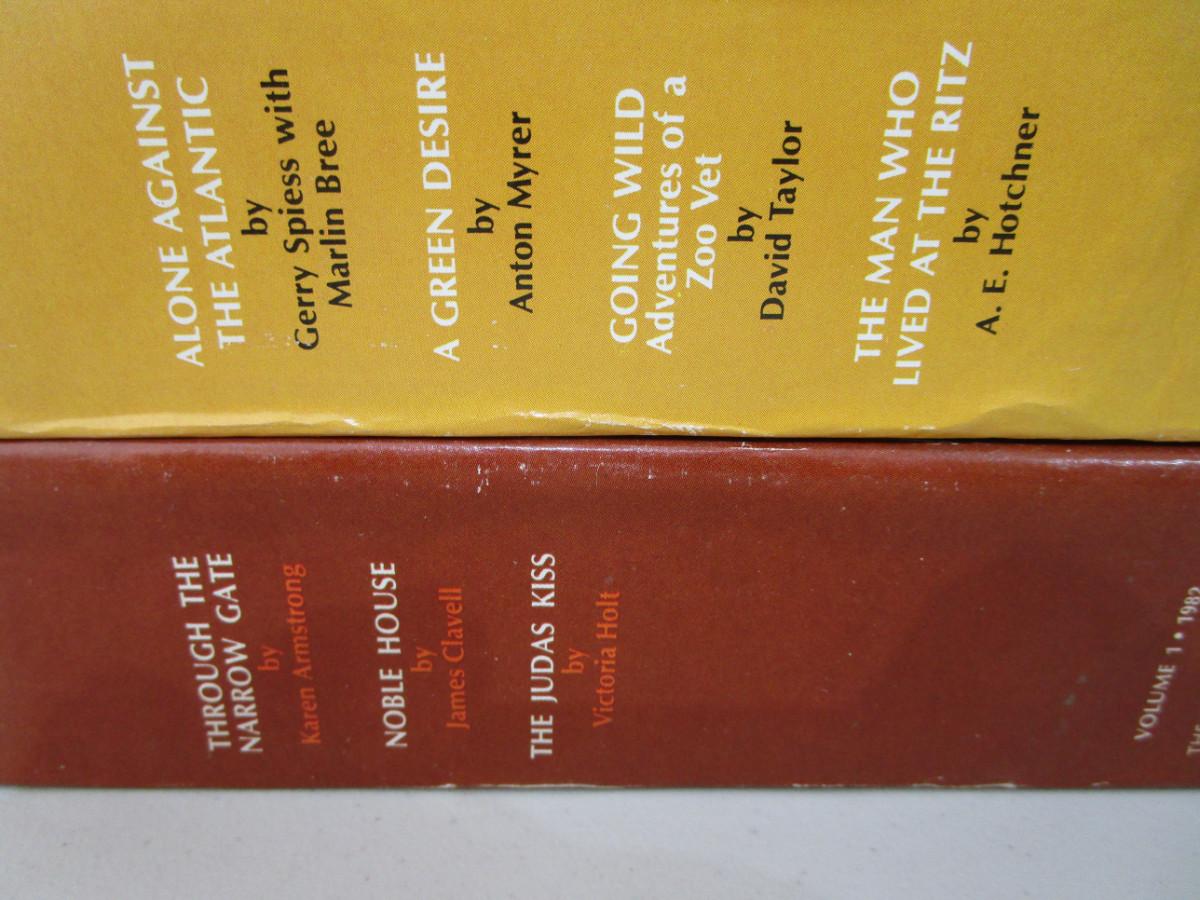 ALONE AGAINST
THE ATLANTIC
by
Gerry Spiess with
Marlin Bree
A GREEN DESIRE
by
Anton Myrer
GOING WILD
Adventures of a
Zoo Vet
by
David Taylor
THE MAN WHO
LIVED AT THE RITZ
by
A. E. Hotchner
THROUGH THE
NARROW GATE
by
Karen Armstrong
NOBLE HOUSE
by
James Clavell
THE JUDAS KISS
by
Victoria Holt
VOLUME 1 • 1982
THE